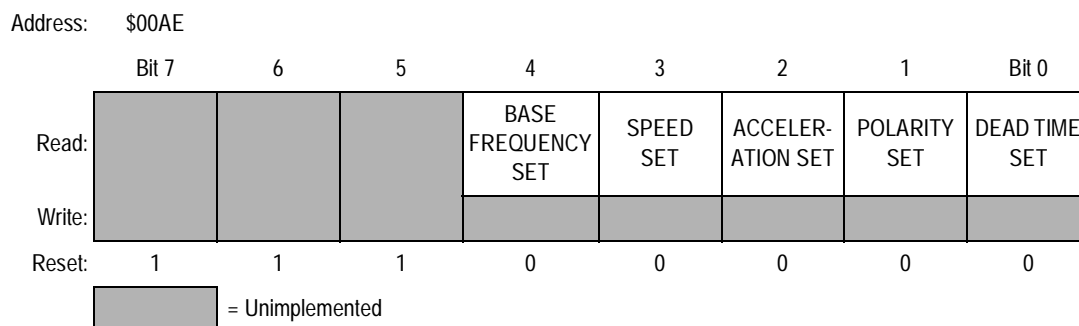 Address: $00AE
Bit 7 6 5 4 3 2 1 Bit 0
Read: BASE FREQUENCY SET SPEED SET ACCELER- ATION SET POLARITY SET DEAD TIME SET
Write:
Reset: 1 1 1 0 0 0 0 0
= Unimplemented